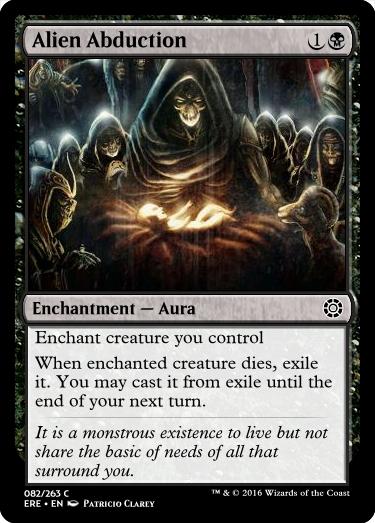 Alien Abduction 1
Enchantment — Aura
Enchant creature you control
When enchanted creature dies, exile
it. You may cast it from exile until the
end of your next turn.
It is a monstrous existence to live but not
share the basic of needs of all that
surround you.
082/263 C
ERE • EN Patricio Clarey
™ & © 2016 Wizards of the Coast